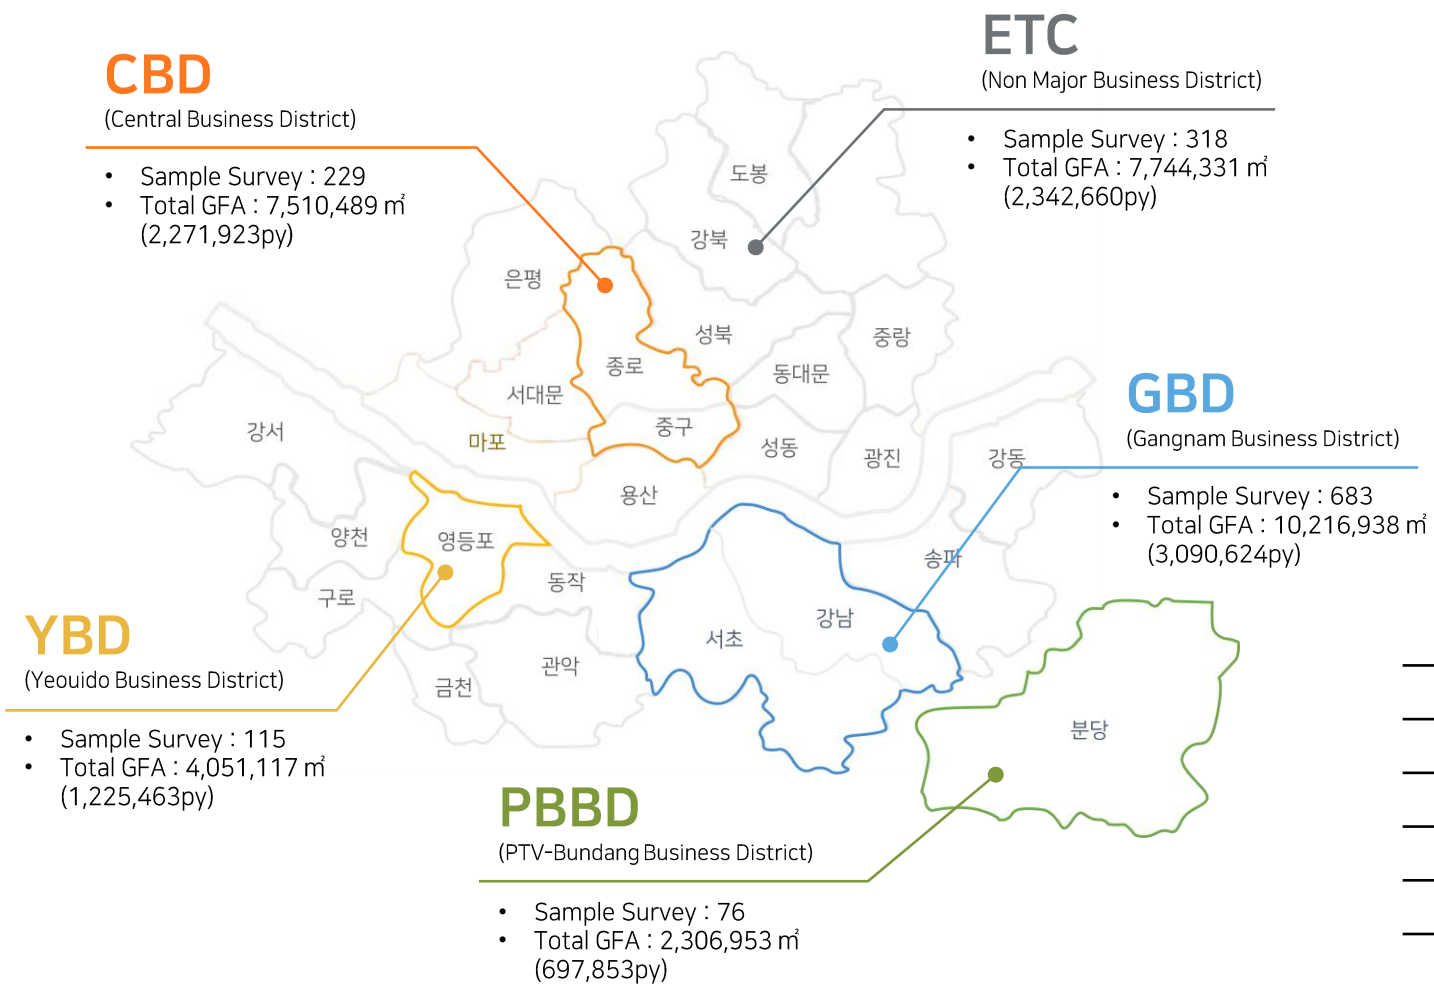 ETC
(Non Major Business District)
• Sample Survey : 318
• Total GFA : 7,744,331 ㎡
(2,342,660py)
CBD
(Central Business District)
• Sample Survey : 229
• Total GFA : 7,510,489 ㎡
(2,271,923py)
도봉
강북
은평
성북
중랑
종로
동대문
서대문
중구
강서
마포
성동
광진
강동
용산
양천
영등포
송파
동작
구로
강남
서초
관악
금천
분당
GBD
(Gangnam Business District)
• Sample Survey : 683
• Total GFA : 10,216,938 ㎡
(3,090,624py)
YBD
(Yeouido Business District)
• Sample Survey : 115
• Total GFA : 4,051,117 ㎡
(1,225,463py)
PBBD
(PTV-Bundang Business District)
• Sample Survey : 76
• Total GFA : 2,306,953 ㎡
(697,853py)